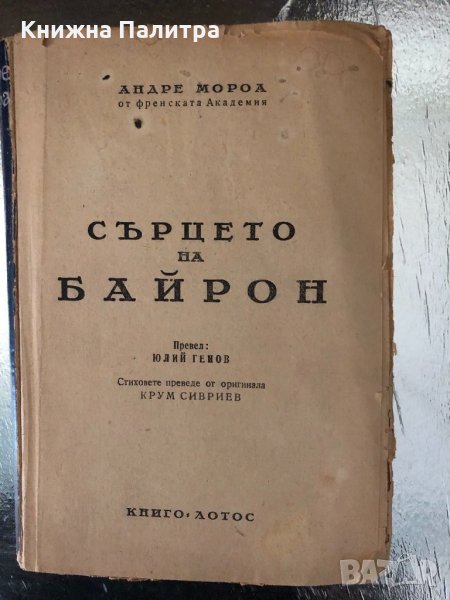 Книжна Палитра
АНДРЕ МОРОА
от френската Академия
СЪРЦЕТО
НА
БАЙРОН
Превел:
ЮЛИЙ ГЕНОВ
Стиховете преведе от оригинала
КРУМ СИВРИЕВ
КНИГО-ЛОТОС
BAZAR